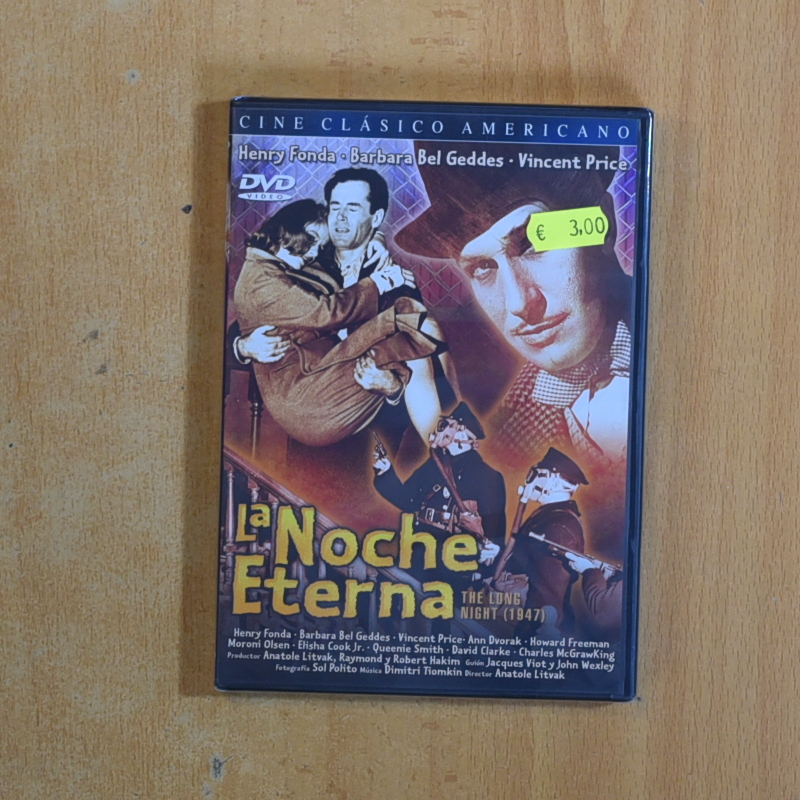 CINE CLÁSICO AMERICANO
Henry Fonda · Barbara Bel Geddes · Vincent Price
DVD
VIDEO
€ 3,00
La Noche
Eterna
THE LONG
NIGHT (1947)
Henry Fonda · Barbara Bel Geddes · Vincent Price · Ann Dvorak · Howard Freeman
Moroni Olsen · Elisha Cook Jr. · Queenie Smith · David Clarke · Charles McGrawKing
Productor Anatole Litvak, Raymond y Robert Hakim Guión Jacques Viot y John Wexley
Fotografía Sol Polito Música Dimitri Tiomkin Director Anatole Litvak